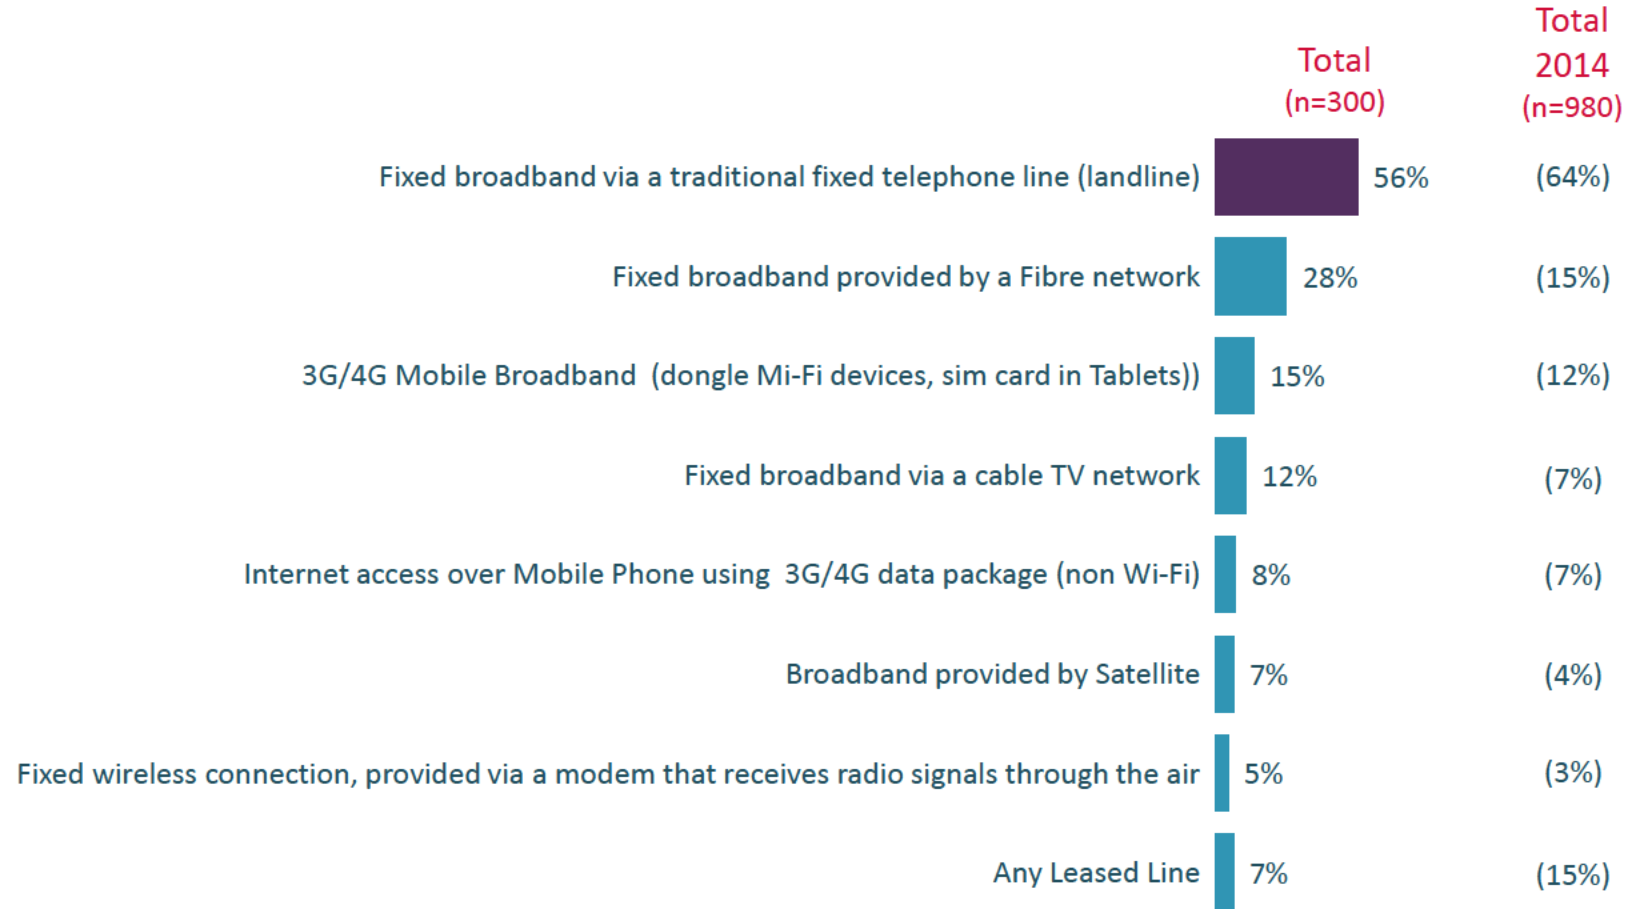 Total
2014
(n=980)
Total
(n=300)
Fixed broadband via a traditional fixed telephone line (landline) 56% (64%)
Fixed broadband provided by a Fibre network 28% (15%)
3G/4G Mobile Broadband  (dongle Mi-Fi devices, sim card in Tablets)) 15% (12%)
Fixed broadband via a cable TV network 12% (7%)
Internet access over Mobile Phone using  3G/4G data package (non Wi-Fi) 8% (7%)
Broadband provided by Satellite 7% (4%)
Fixed wireless connection, provided via a modem that receives radio signals through the air 5% (3%)
Any Leased Line 7% (15%)